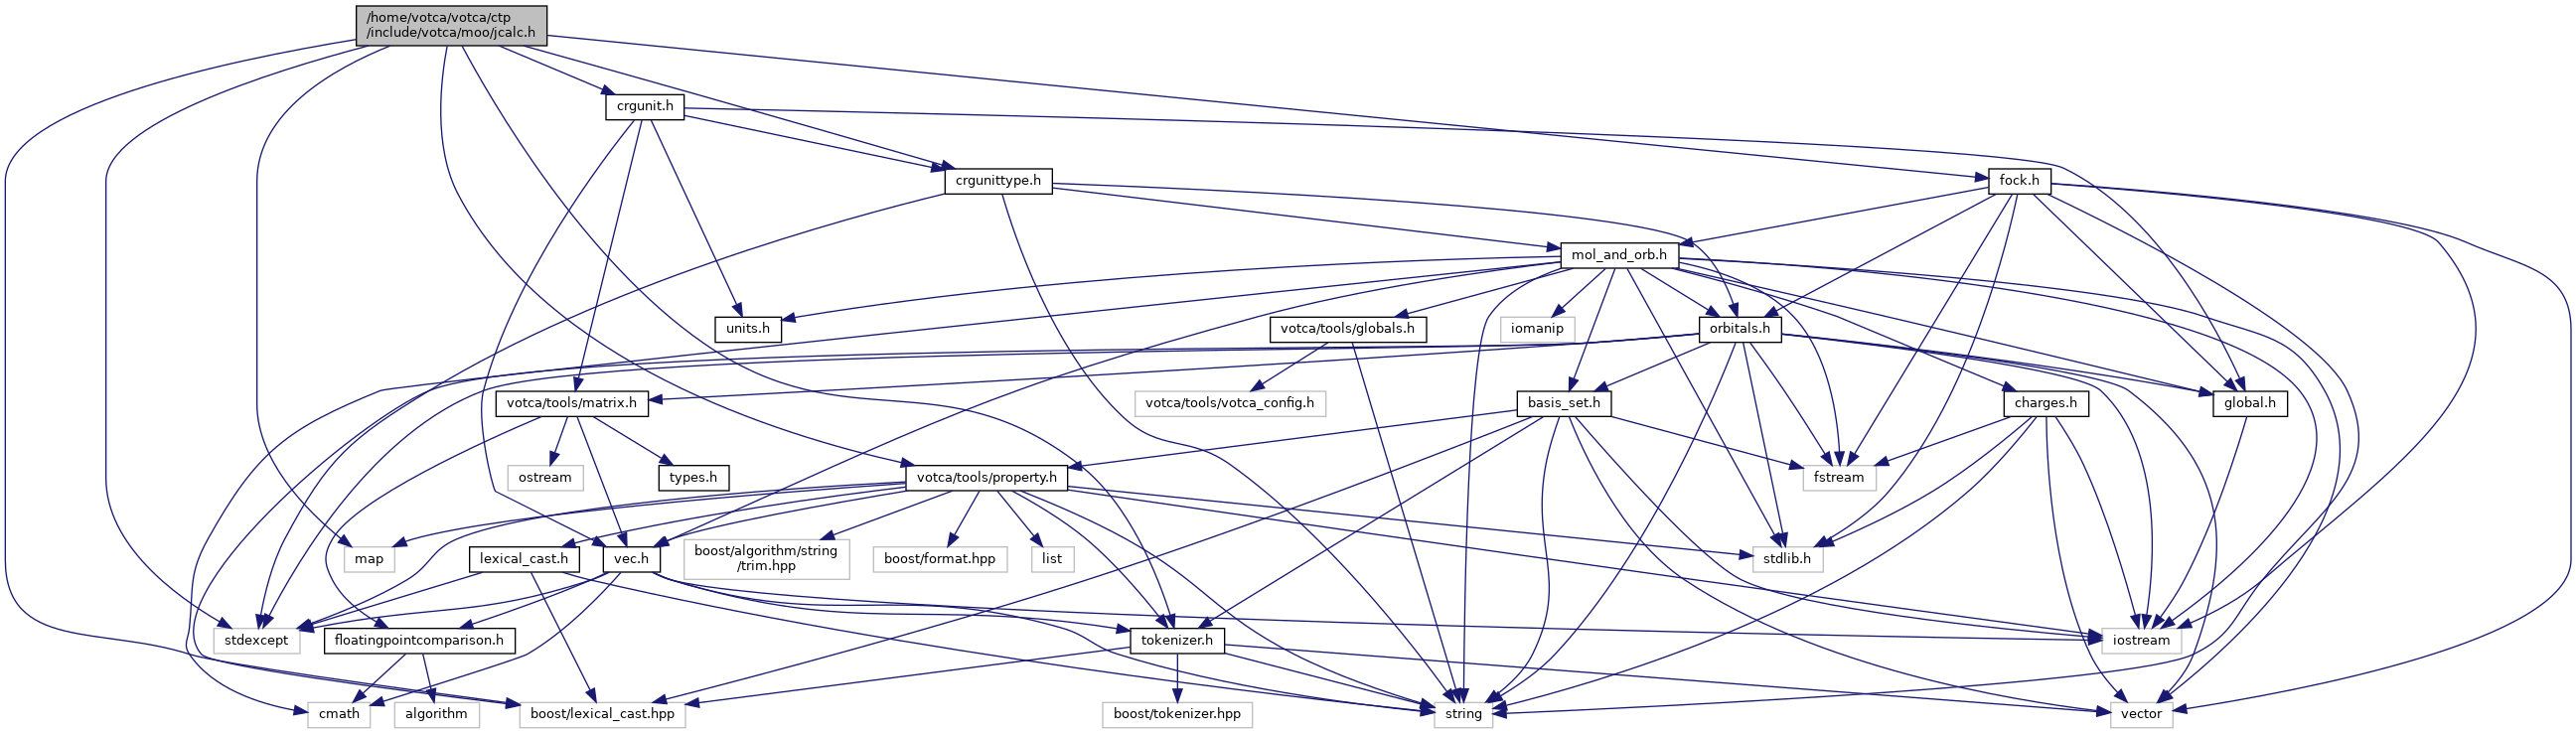 /home/votca/votca/ctp
/include/votca/moo/jcalc.h
crgunit.h
crgunittype.h
fock.h
mol_and_orb.h
units.h
votca/tools/globals.h
iomanip
orbitals.h
votca/tools/matrix.h
votca/tools/votca_config.h
basis_set.h
charges.h
global.h
ostream
types.h
votca/tools/property.h
fstream
map
lexical_cast.h
vec.h
boost/algorithm/string
/trim.hpp
boost/format.hpp
list
stdlib.h
stdexcept
floatingpointcomparison.h
tokenizer.h
iostream
cmath
algorithm
boost/lexical_cast.hpp
boost/tokenizer.hpp
string
vector